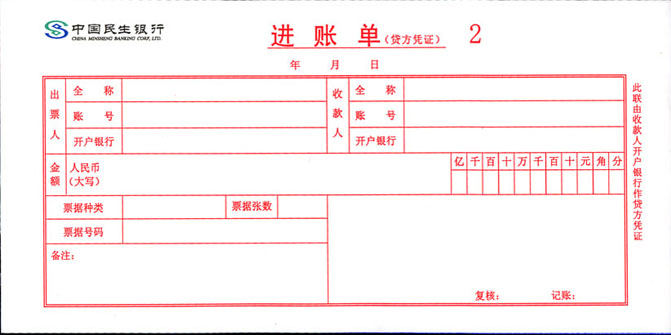 中国民生银行
CHINA MINSHENG BANKING CORP., LTD.
进账单(贷方凭证) 2
年 月 日
出票人
全称
账号
开户银行
收款人
全称
账号
开户银行
金额
人民币
(大写)
亿 千 百 十 万 千 百 十 元 角 分
票据种类
票据张数
票据号码
备注:
复核: 记账:
此联由收款人开户银行作贷方凭证